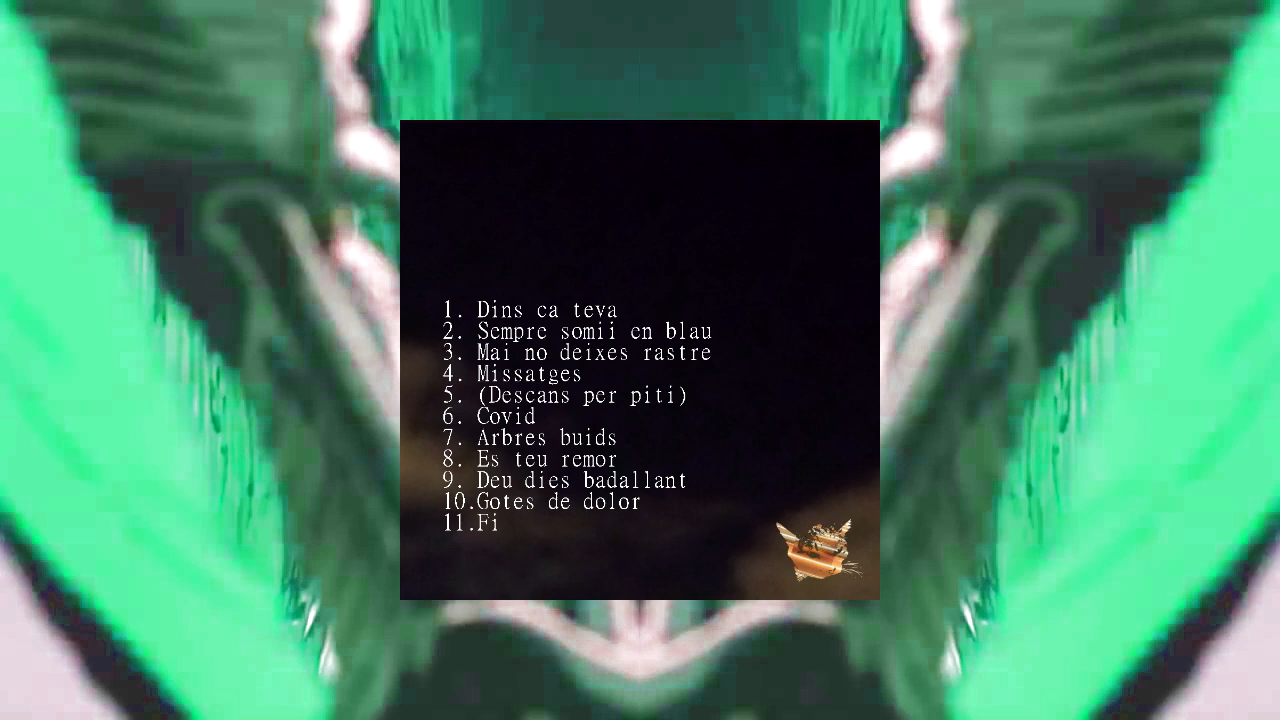 1. Dins ca teva
2. Sempre somii en blau
3. Mai no deixes rastre
4. Missatges
5. (Descans per piti)
6. Covid
7. Arbres buids
8. Es teu remor
9. Deu dies badallant
10.Gotes de dolor
11.Fi